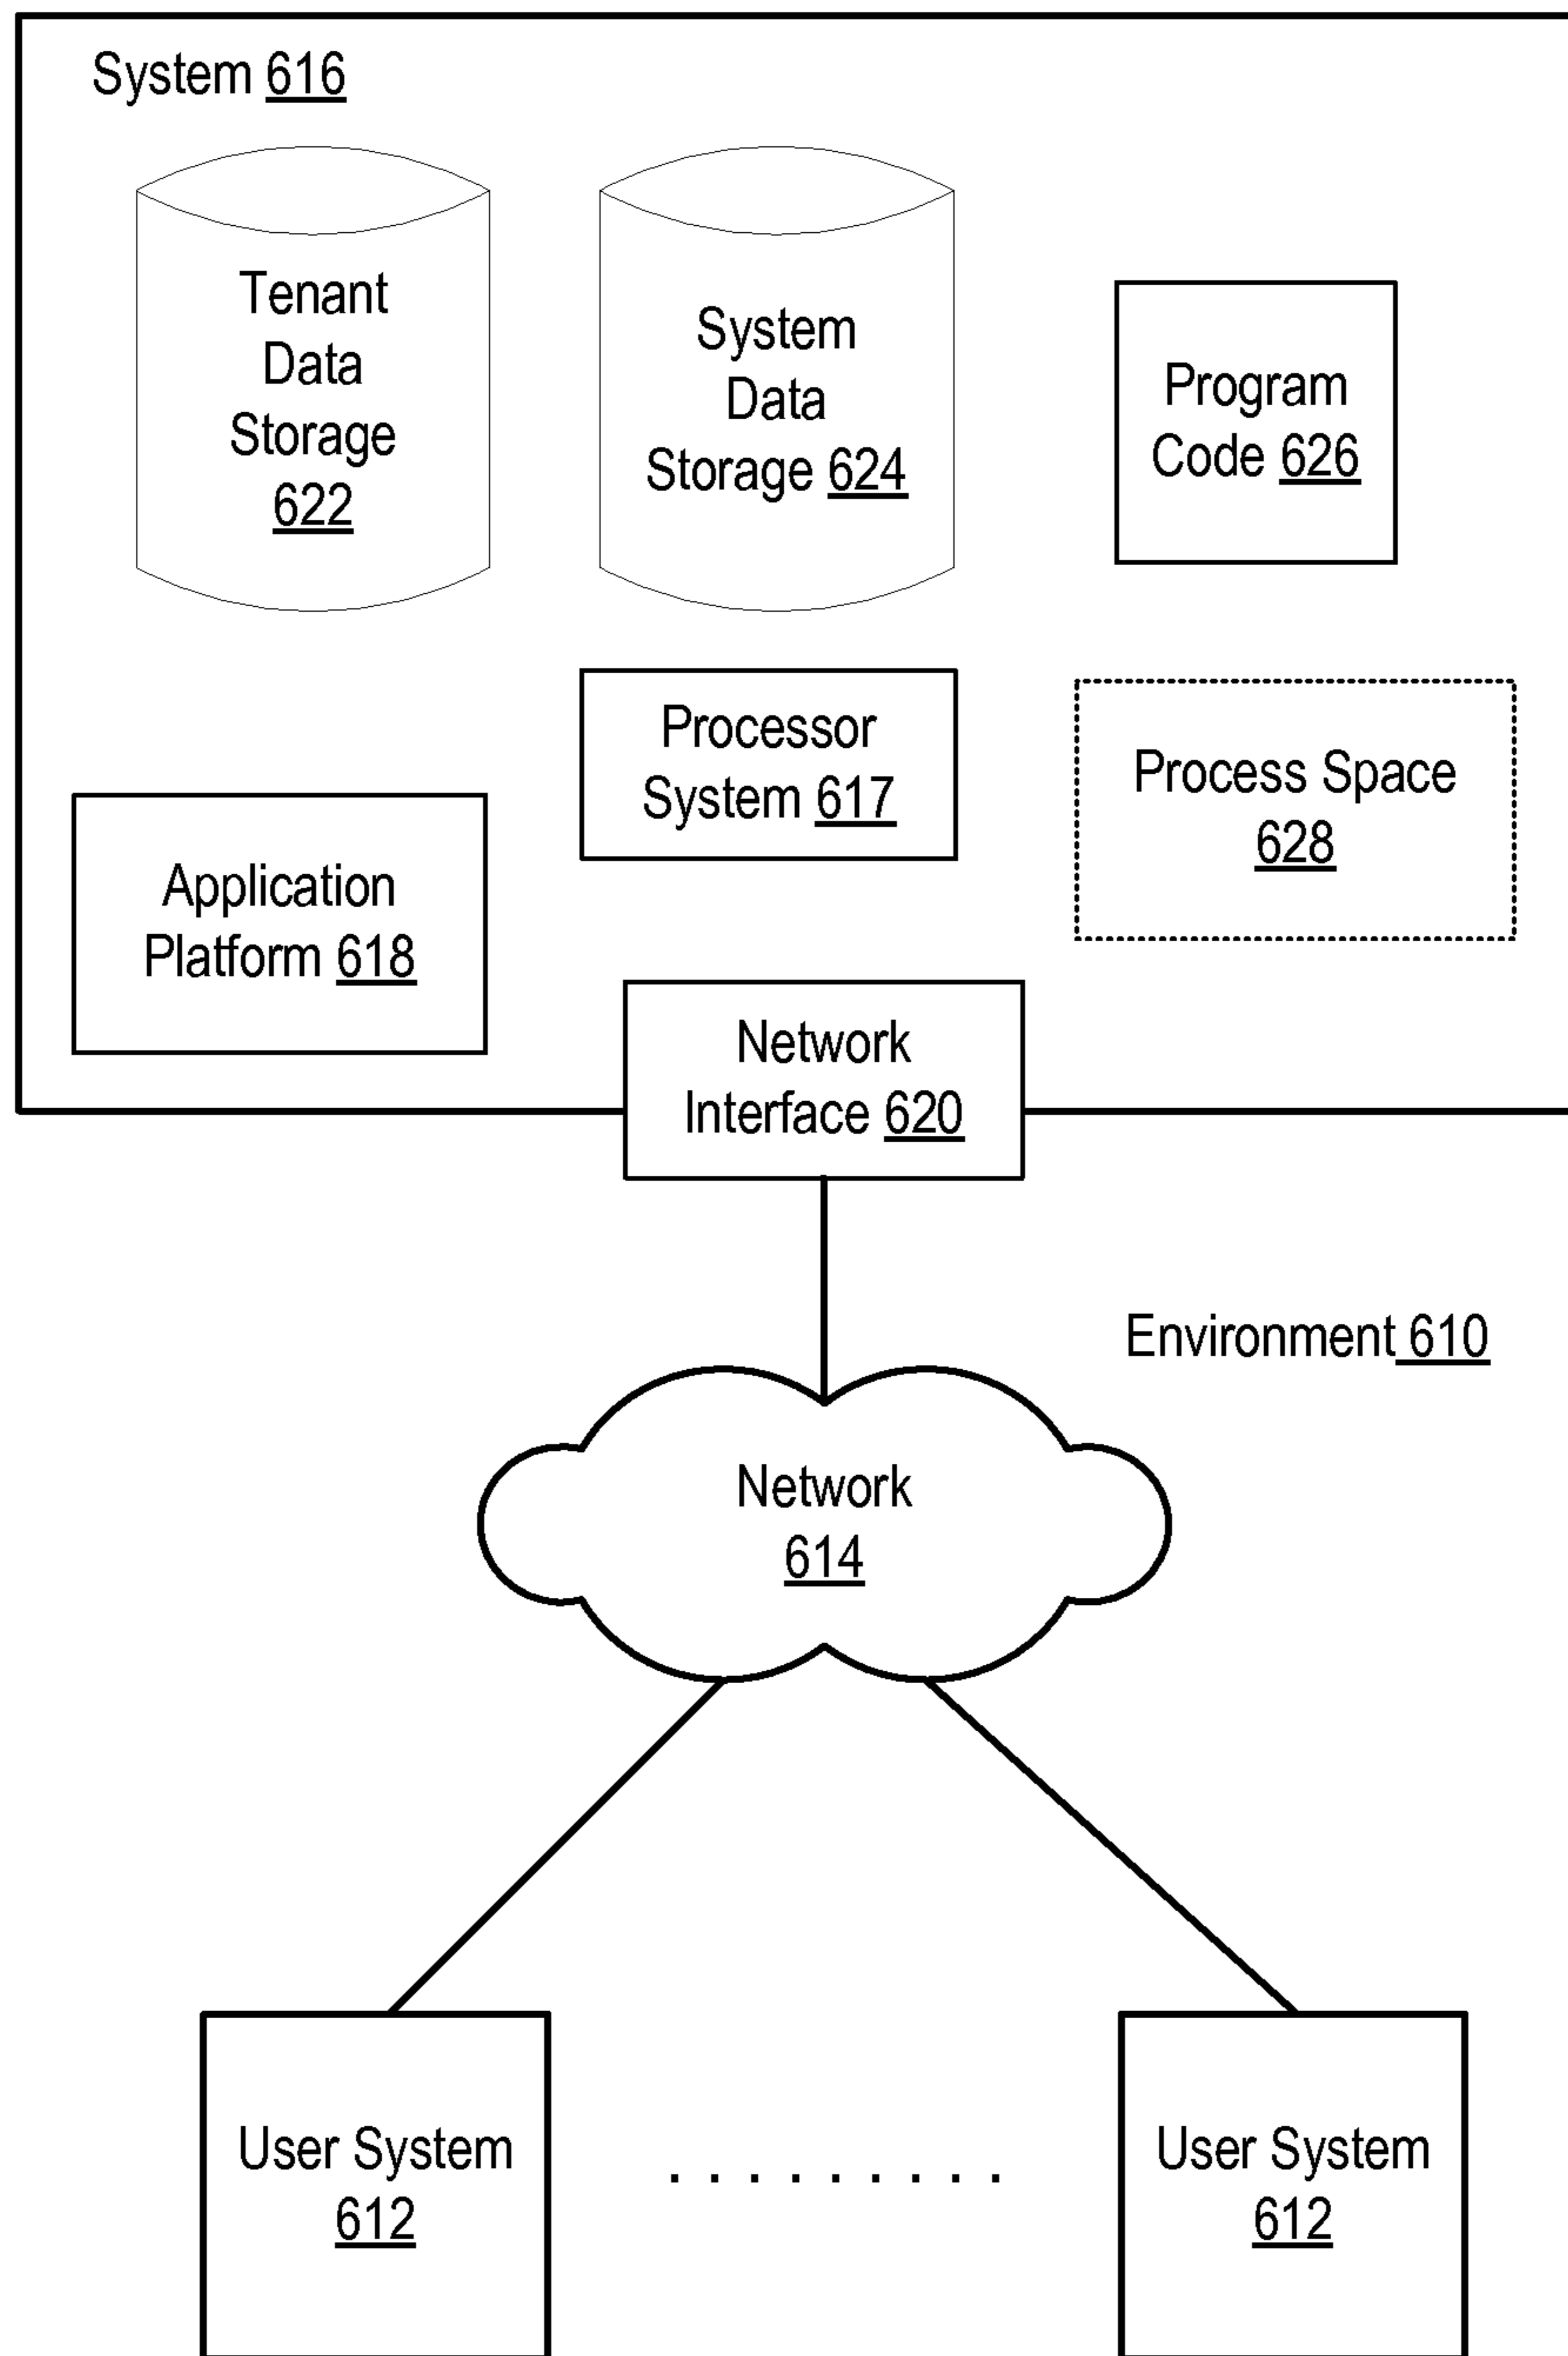 System 616
Tenant
Data
Storage
622
System
Data
Storage 624
Program
Code 626
Processor
System 617
Process Space
628
Application
Platform 618
Network
Interface 620
Environment 610
Network
614
User System
612
. . . . . . . . .
User System
612